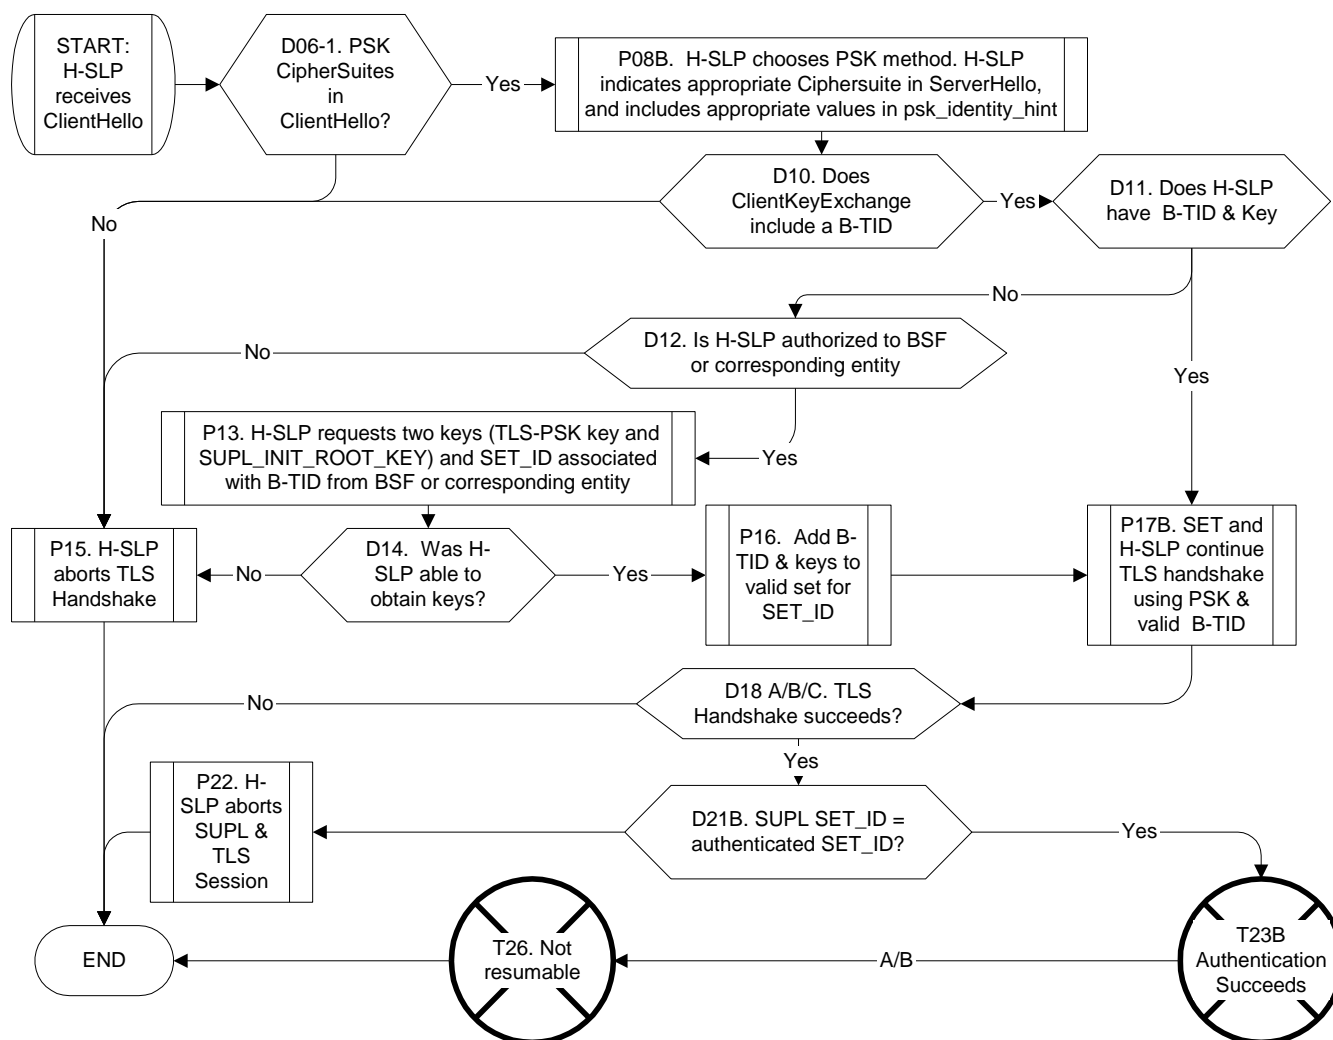 START:
H-SLP
receives
ClientHello
D06-1. PSK
CipherSuites
in
ClientHello?
Yes
P08B.  H-SLP chooses PSK method. H-SLP
indicates appropriate Ciphersuite in ServerHello,
and includes appropriate values in psk_identity_hint
D10. Does
ClientKeyExchange
include a B-TID
Yes
D11. Does H-SLP
have  B-TID & Key
No
No
D12. Is H-SLP authorized to BSF
or corresponding entity
No
Yes
P13. H-SLP requests two keys (TLS-PSK key and
SUPL_INIT_ROOT_KEY) and SET_ID associated
with B-TID from BSF or corresponding entity
Yes
P15. H-SLP
aborts TLS
Handshake
No
D14.  Was H-
SLP able to
obtain keys?
Yes
P16.  Add B-
TID & keys to
valid set for
SET_ID
P17B. SET and
H-SLP continue
TLS handshake
using PSK &
valid  B-TID
D18 A/B/C. TLS
Handshake succeeds?
No
Yes
P22. H-
SLP aborts
SUPL &
TLS
Session
D21B. SUPL SET_ID =
authenticated SET_ID?
Yes
END
T26. Not
resumable
A/B
T23B
Authentication
Succeeds